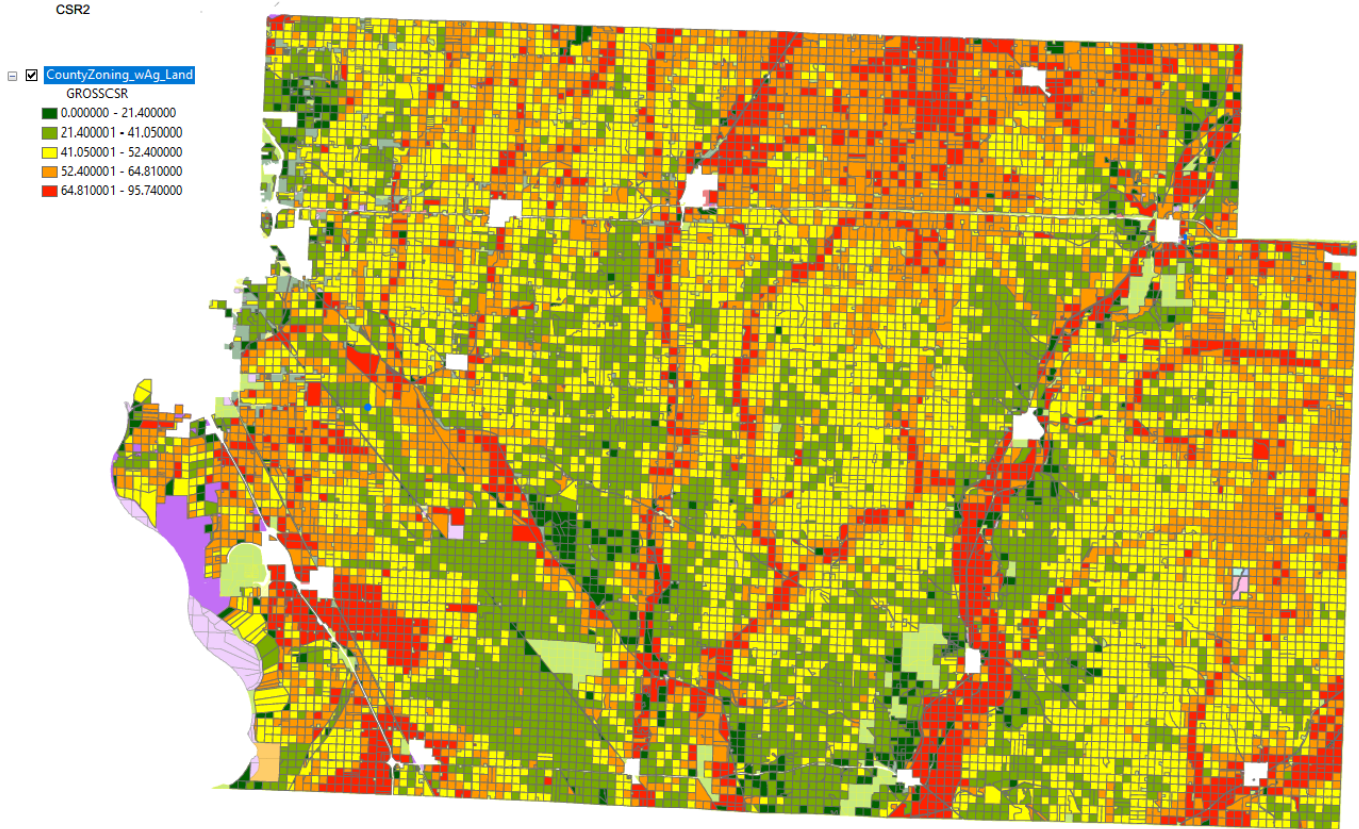 CSR2
CountyZoning_wAg_Land
GROSSCSR
0.000000 - 21.400000
21.400001 - 41.050000
41.050001 - 52.400000
52.400001 - 64.810000
64.810001 - 95.740000